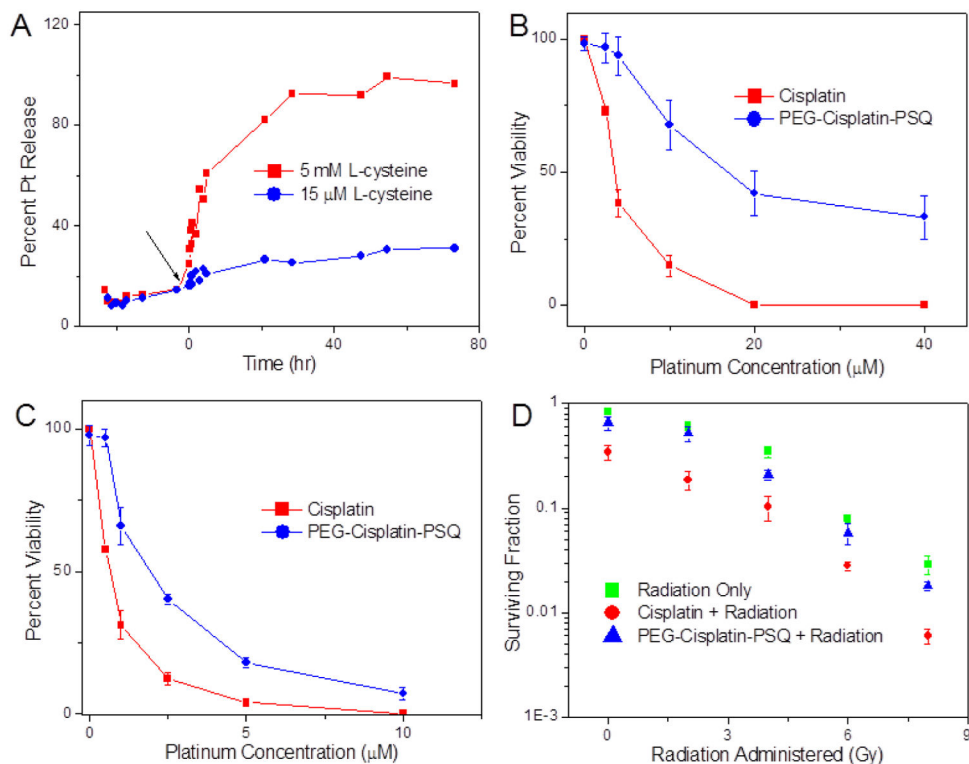 A
120
80
40
0
Percent Pt Release
5 mM L-cysteine
15 μM L-cysteine
0 40 80
Time (hr)
B
100
50
0
Percent Viability
Cisplatin
PEG-Cisplatin-PSQ
0 20 40
Platinum Concentration (μM)
C
100
50
0
Percent Viability
Cisplatin
PEG-Cisplatin-PSQ
0 5 10
Platinum Concentration (μM)
D
1
0.1
0.01
1E-3
Surviving Fraction
Radiation Only
Cisplatin + Radiation
PEG-Cisplatin-PSQ + Radiation
0 3 6 9
Radiation Administered (Gy)